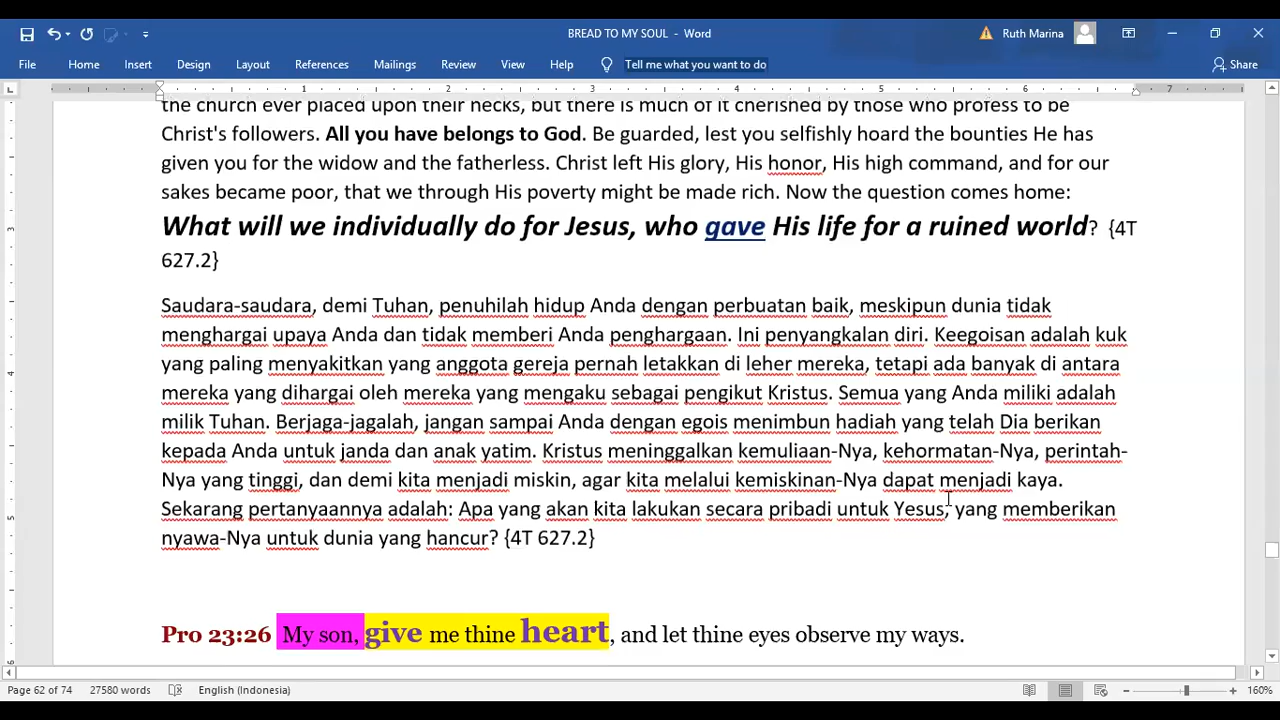 BREAD TO MY SOUL - Word
Ruth Marina
File Home Insert Design Layout References Mailings Review View Help Tell me what you want to do Share
1 2 3 4 5 6 7
the church ever placed upon their necks, but there is much of it cherished by those who profess to be
Christ's followers. All you have belongs to God. Be guarded, lest you selfishly hoard the bounties He has
given you for the widow and the fatherless. Christ left His glory, His honor, His high command, and for our
sakes became poor, that we through His poverty might be made rich. Now the question comes home:
What will we individually do for Jesus, who gave His life for a ruined world? {4T
627.2}
Saudara-saudara, demi Tuhan, penuhilah hidup Anda dengan perbuatan baik, meskipun dunia tidak
menghargai upaya Anda dan tidak memberi Anda penghargaan. Ini penyangkalan diri. Keegoisan adalah kuk
yang paling menyakitkan yang anggota gereja pernah letakkan di leher mereka, tetapi ada banyak di antara
mereka yang dihargai oleh mereka yang mengaku sebagai pengikut Kristus. Semua yang Anda miliki adalah
milik Tuhan. Berjaga-jagalah, jangan sampai Anda dengan egois menimbun hadiah yang telah Dia berikan
kepada Anda untuk janda dan anak yatim. Kristus meninggalkan kemuliaan-Nya, kehormatan-Nya, perintah-
Nya yang tinggi, dan demi kita menjadi miskin, agar kita melalui kemiskinan-Nya dapat menjadi kaya.
Sekarang pertanyaannya adalah: Apa yang akan kita lakukan secara pribadi untuk Yesus, yang memberikan
nyawa-Nya untuk dunia yang hancur? {4T 627.2}
Pro 23:26 My son, give me thine heart, and let thine eyes observe my ways.
Page 62 of 74 27580 words English (Indonesia) 160%